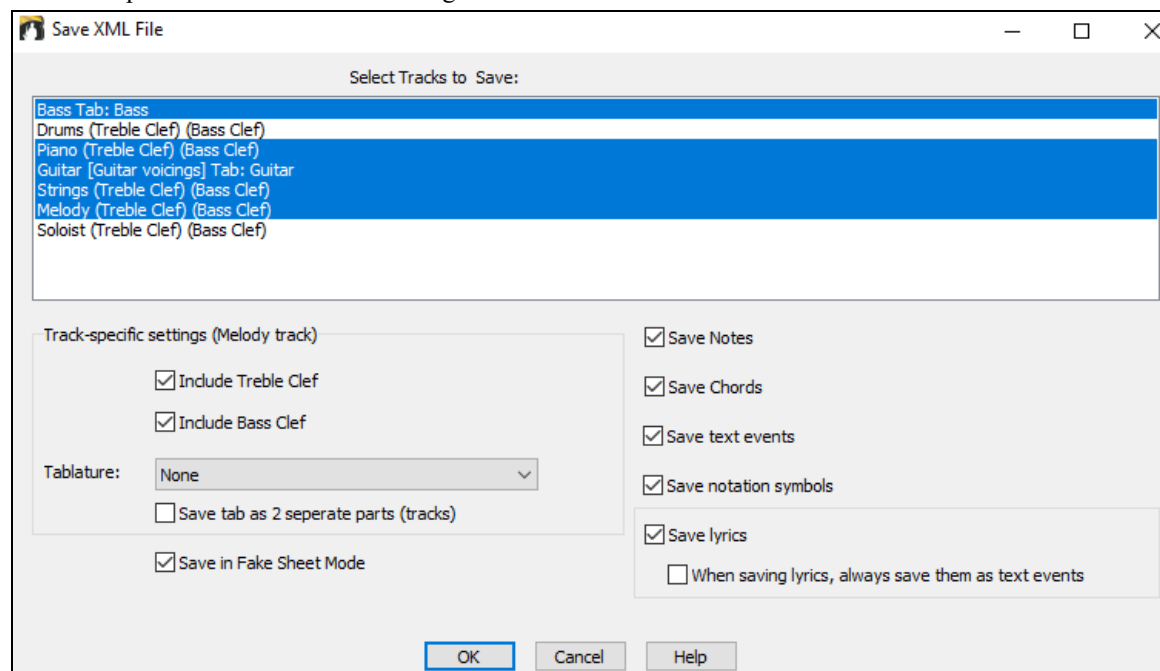 Save XML File
Select Tracks to Save:
Bass Tab: Bass
Drums (Treble Clef) (Bass Clef)
Piano (Treble Clef) (Bass Clef)
Guitar [Guitar voicings] Tab: Guitar
Strings (Treble Clef) (Bass Clef)
Melody (Treble Clef) (Bass Clef)
Soloist (Treble Clef) (Bass Clef)
Track-specific settings (Melody track)
Include Treble Clef
Include Bass Clef
Tablature: None
Save tab as 2 seperate parts (tracks)
Save in Fake Sheet Mode
Save Notes
Save Chords
Save text events
Save notation symbols
Save lyrics
When saving lyrics, always save them as text events
OK Cancel Help